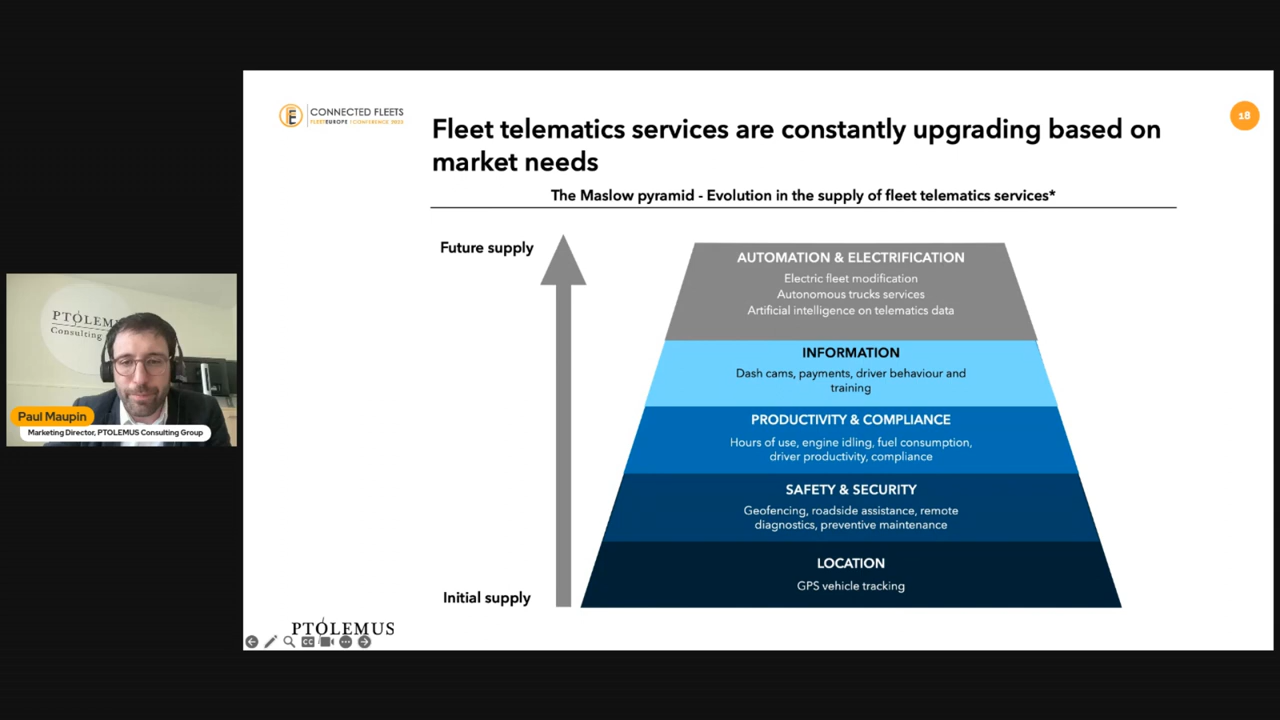 CONNECTED FLEETS
FLEETEUROPE | CONFERENCE 2023
Fleet telematics services are constantly upgrading based on
market needs
18
The Maslow pyramid - Evolution in the supply of fleet telematics services*
Future supply
AUTOMATION & ELECTRIFICATION
Electric fleet modification
Autonomous trucks services
Artificial intelligence on telematics data
INFORMATION
Dash cams, payments, driver behaviour and
training
PRODUCTIVITY & COMPLIANCE
Hours of use, engine idling, fuel consumption,
driver productivity, compliance
SAFETY & SECURITY
Geofencing, roadside assistance, remote
diagnostics, preventive maintenance
LOCATION
GPS vehicle tracking
Initial supply
PTOLEMUS
Consulting
Paul Maupin
Marketing Director, PTOLEMUS Consulting Group
PTÓLEMUS
CC